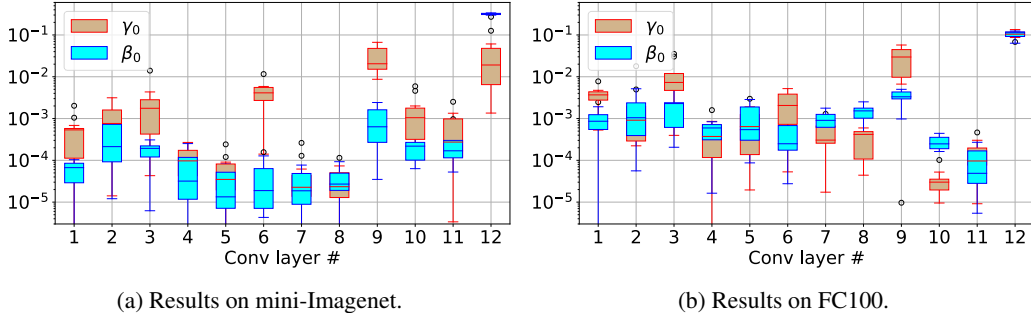 10⁻¹
10⁻²
10⁻³
10⁻⁴
10⁻⁵
γ₀
β₀
1 2 3 4 5 6 7 8 9 10 11 12
Conv layer #
(a) Results on mini-Imagenet.
10⁻¹
10⁻²
10⁻³
10⁻⁴
10⁻⁵
γ₀
β₀
1 2 3 4 5 6 7 8 9 10 11 12
Conv layer #
(b) Results on FC100.